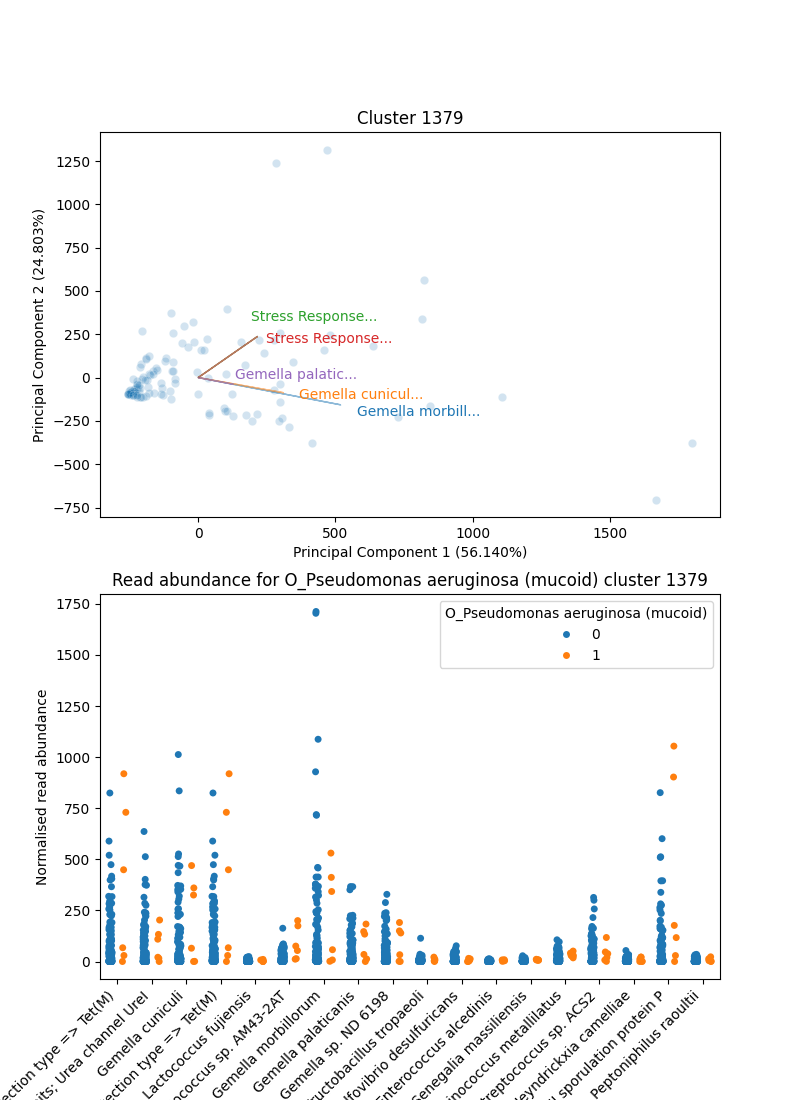 Cluster 1379
Principal Component 2 (24.803%)
1250
1000
750
500
250
0
−250
−500
−750
Stress Response...
Stress Response...
Gemella palatic...
Gemella cunicul...
Gemella morbill...
0
500
1000
1500
Principal Component 1 (56.140%)
Read abundance for O_Pseudomonas aeruginosa (mucoid) cluster 1379
Normalised read abundance
1750
1500
1250
1000
750
500
250
0
O_Pseudomonas aeruginosa (mucoid)
0
1
ection type => Tet(M)
its; Urea channel UreI
Gemella cuniculi
ection type => Tet(M)
Lactococcus fujiensis
ococcus sp. AM43-2AT
Gemella morbillorum
Gemella palaticanis
Gemella sp. ND 6198
ructobacillus tropaeoli
lfovibrio desulfuricans
Enterococcus alcedinis
Senegalia massiliensis
inococcus metallilatus
treptococcus sp. ACS2
leyndrickxia camelliae
sporulation protein P
Peptoniphilus raoultii